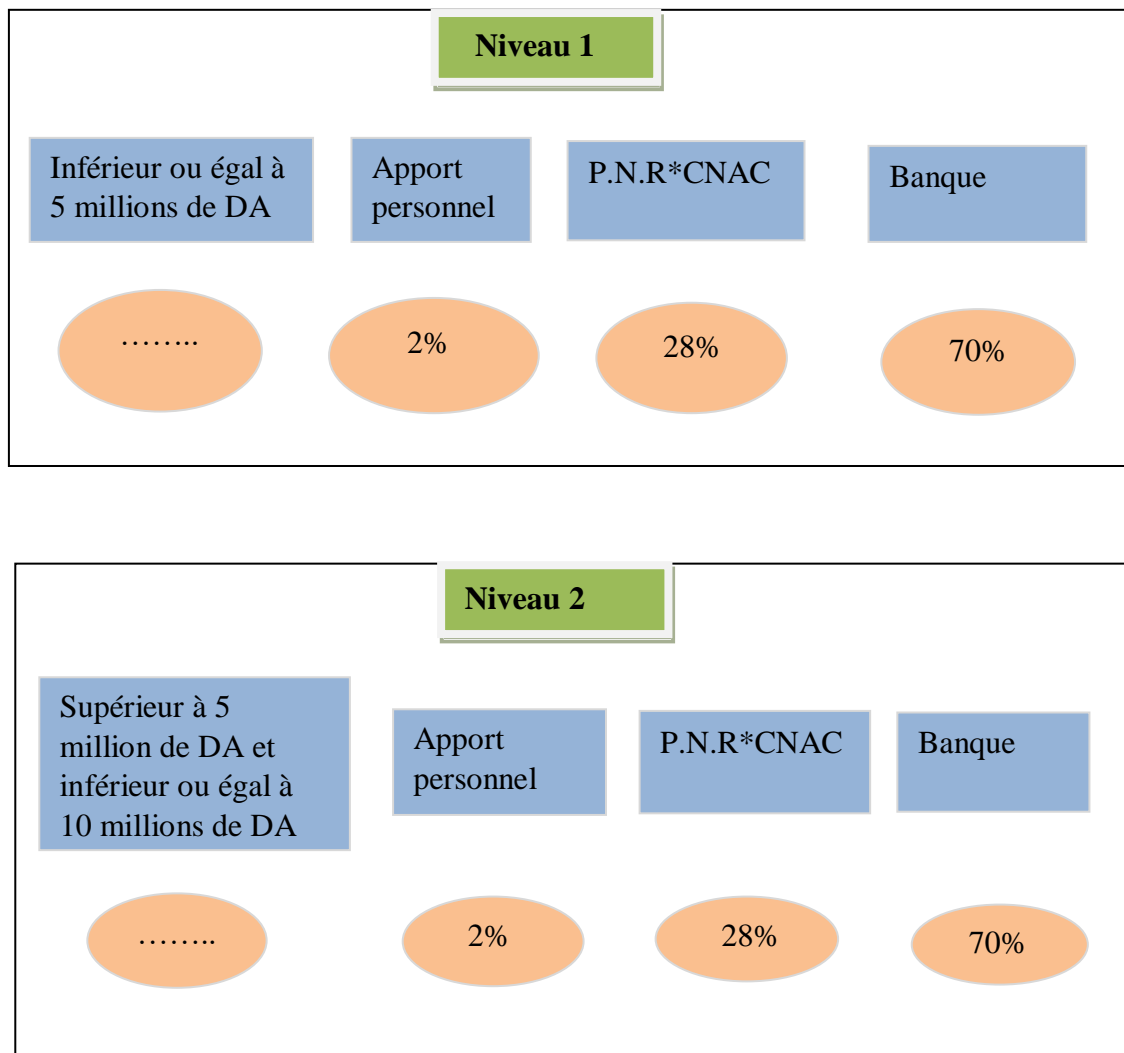 Niveau 1
Inférieur ou égal à
5 millions de DA
Apport
personnel
P.N.R*CNAC
Banque
……..
2%
28%
70%
Niveau 2
Supérieur à 5
million de DA et
inférieur ou égal à
10 millions de DA
Apport
personnel
P.N.R*CNAC
Banque
……..
2%
28%
70%